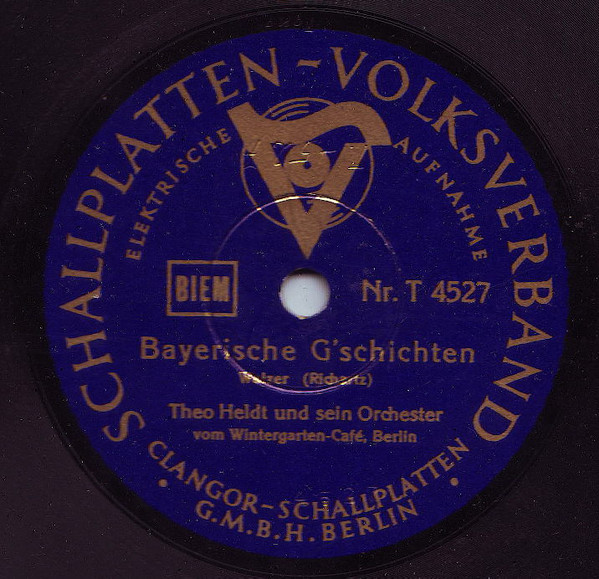 SCHALLPLATTEN-VOLKSVERBAND
ELEKTRISCHE AUFNAHME
BIEM
Nr. T 4527
Bayerische G'schichten
Walzer (Richartz)
Theo Heldt und sein Orchester
vom Wintergarten-Café, Berlin
CLANGOR-SCHALLPLATTEN
G.M.B.H. BERLIN